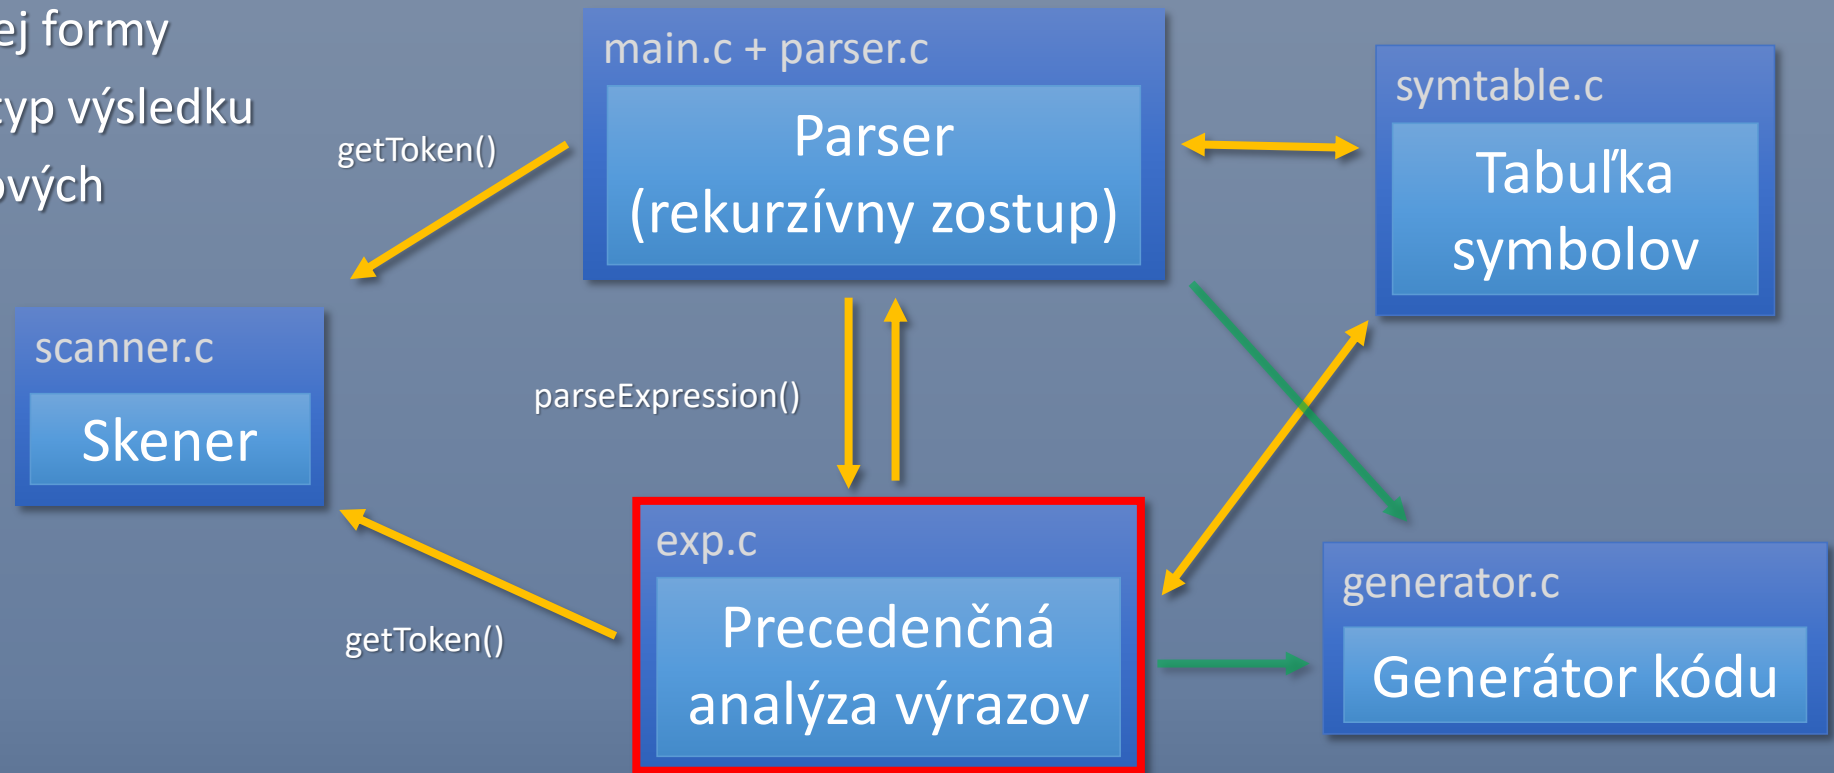 ej formy
typ výsledku
ových
main.c + parser.c
Parser
(rekurzívny zostup)
symtable.c
Tabuľka
symbolov
getToken()
scanner.c
Skener
parseExpression()
exp.c
Precedenčná
analýza výrazov
getToken()
generator.c
Generátor kódu